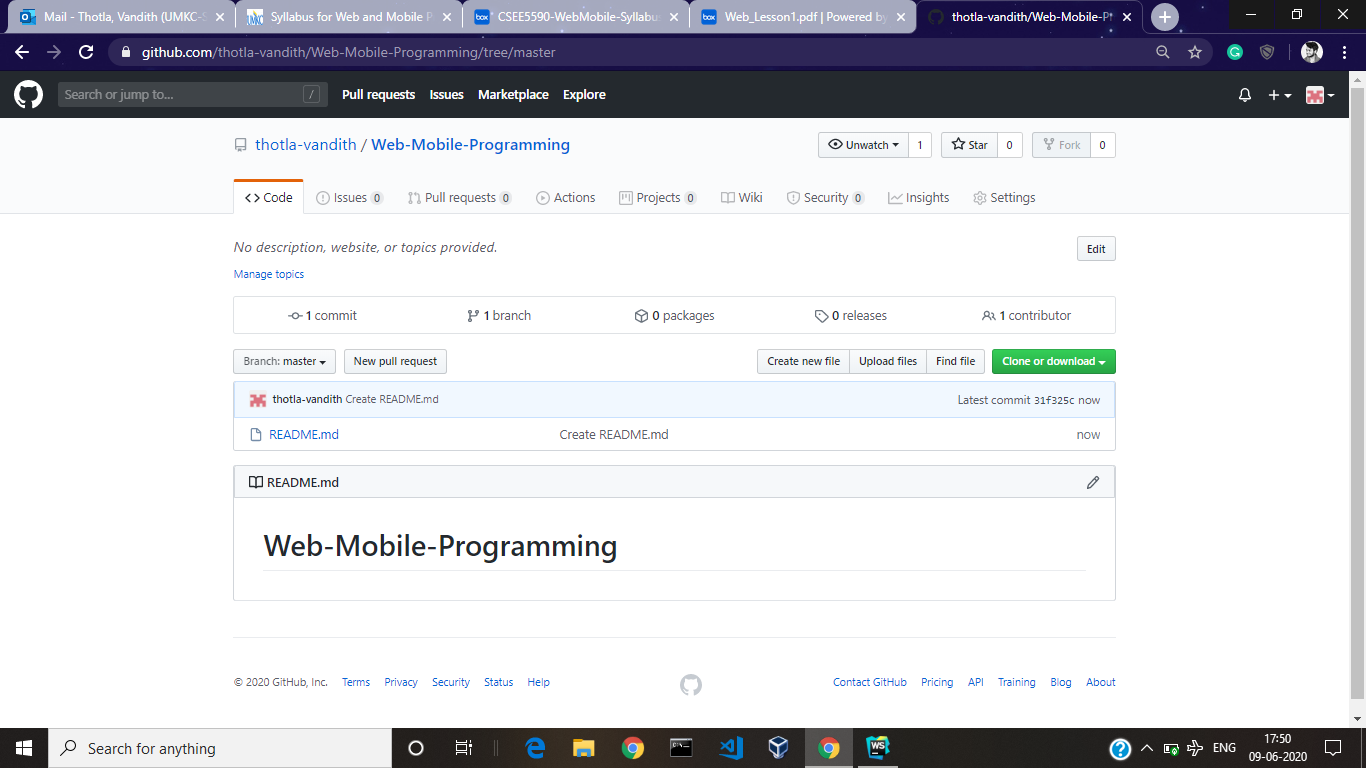 Mail - Thotla, Vandith (UMKC-S
Syllabus for Web and Mobile P
CSEE5590-WebMobile-Syllabus
Web_Lesson1.pdf | Powered by
thotla-vandith/Web-Mobile-Pr
github.com/thotla-vandith/Web-Mobile-Programming/tree/master
Search or jump to... /
Pull requests Issues Marketplace Explore
thotla-vandith / Web-Mobile-Programming
Unwatch 1 Star 0 Fork 0
Code Issues 0 Pull requests 0 Actions Projects 0 Wiki Security 0 Insights Settings
No description, website, or topics provided. Edit
Manage topics
1 commit 1 branch 0 packages 0 releases 1 contributor
Branch: master New pull request Create new file Upload files Find file Clone or download
thotla-vandith Create README.md Latest commit 31f325c now
README.md Create README.md now
README.md
Web-Mobile-Programming
© 2020 GitHub, Inc. Terms Privacy Security Status Help Contact GitHub Pricing API Training Blog About
Search for anything
ENG
17:50
09-06-2020